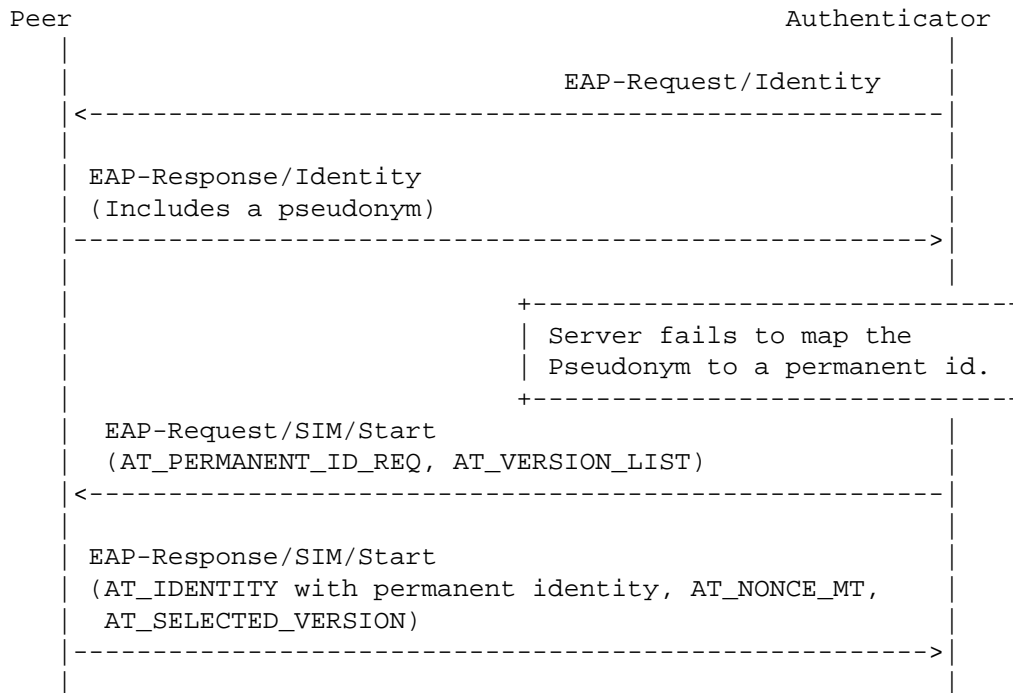 Peer Authenticator
EAP-Request/Identity
EAP-Response/Identity
(Includes a pseudonym)
Server fails to map the
Pseudonym to a permanent id.
EAP-Request/SIM/Start
(AT_PERMANENT_ID_REQ, AT_VERSION_LIST)
EAP-Response/SIM/Start
(AT_IDENTITY with permanent identity, AT_NONCE_MT,
AT_SELECTED_VERSION)